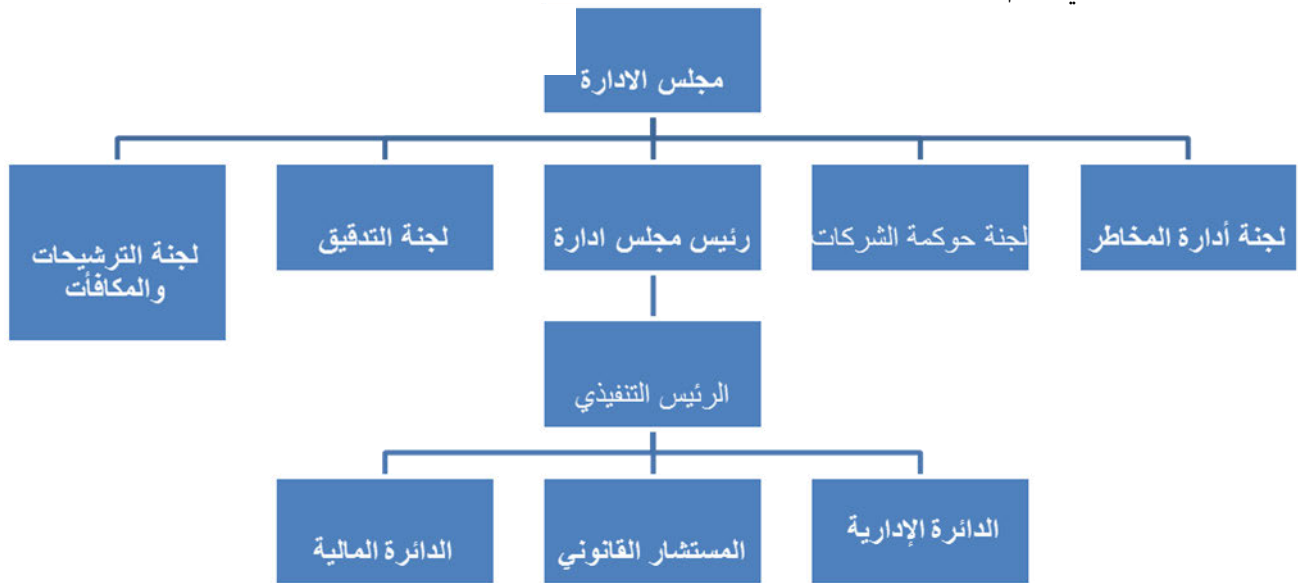 مجلس الادارة
لجنة أدارة المخاطر
لجنة حوكمة الشركات
رئيس مجلس ادارة
لجنة التدقيق
لجنة الترشيحات
والمكافأت
الرئيس التنفيذي
الدائرة الإدارية
المستشار القانوني
الدائرة المالية